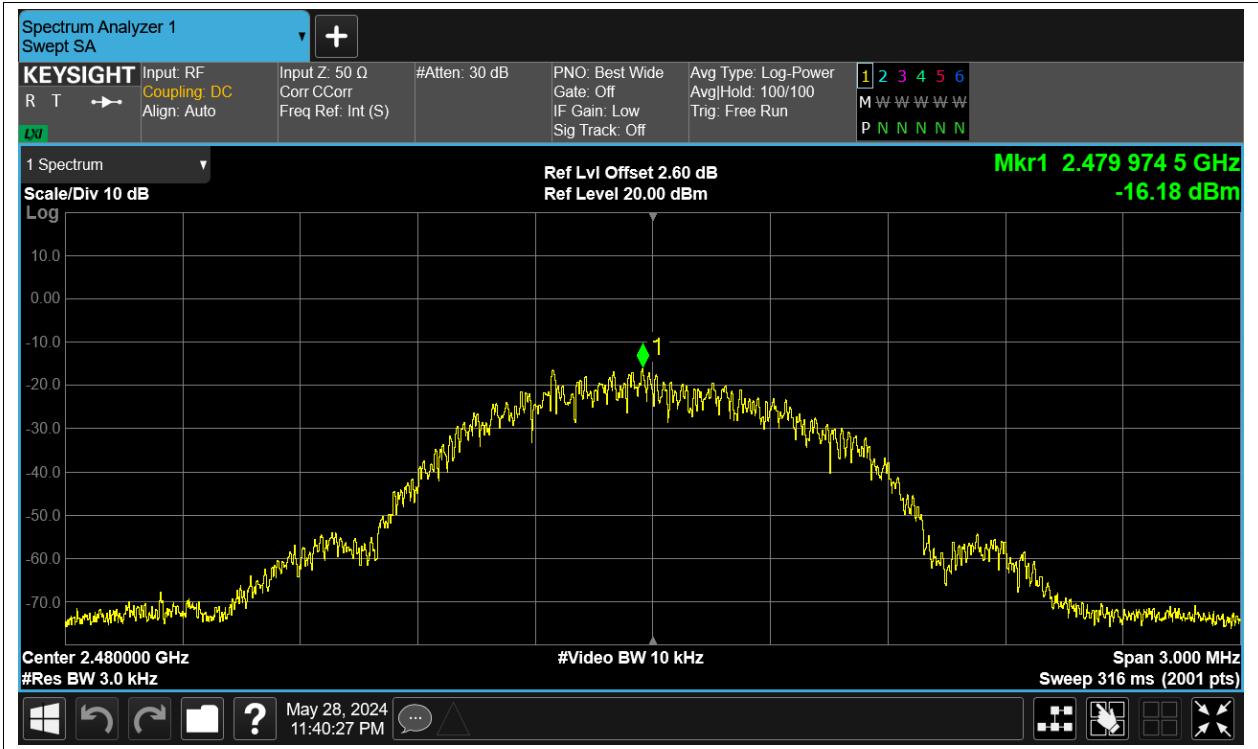 Spectrum Analyzer 1
Swept SA
KEYSIGHT
R T
LXI
Input: RF
Coupling: DC
Align: Auto
Input Z: 50 Ω
Corr CCorr
Freq Ref: Int (S)
#Atten: 30 dB
PNO: Best Wide
Gate: Off
IF Gain: Low
Sig Track: Off
Avg Type: Log-Power
Avg|Hold: 100/100
Trig: Free Run
1 2 3 4 5 6
M W W W W W
P N N N N N
1 Spectrum
Scale/Div 10 dB
Log
Ref Lvl Offset 2.60 dB
Ref Level 20.00 dBm
Mkr1 2.479 974 5 GHz
-16.18 dBm
10.0
0.00
-10.0
1
-20.0
-30.0
-40.0
-50.0
-60.0
-70.0
Center 2.480000 GHz
#Res BW 3.0 kHz
#Video BW 10 kHz
Span 3.000 MHz
Sweep 316 ms (2001 pts)
?
May 28, 2024
11:40:27 PM